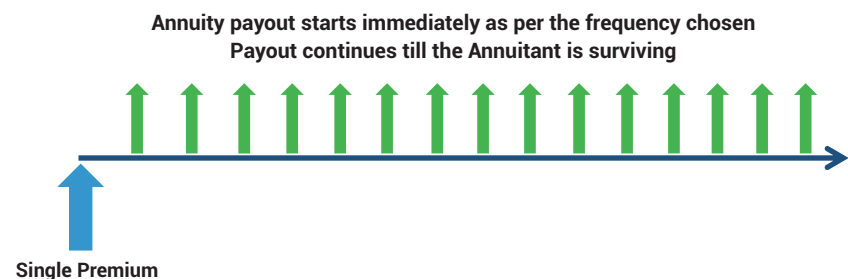 Annuity payout starts immediately as per the frequency chosen
Payout continues till the Annuitant is surviving
Single Premium